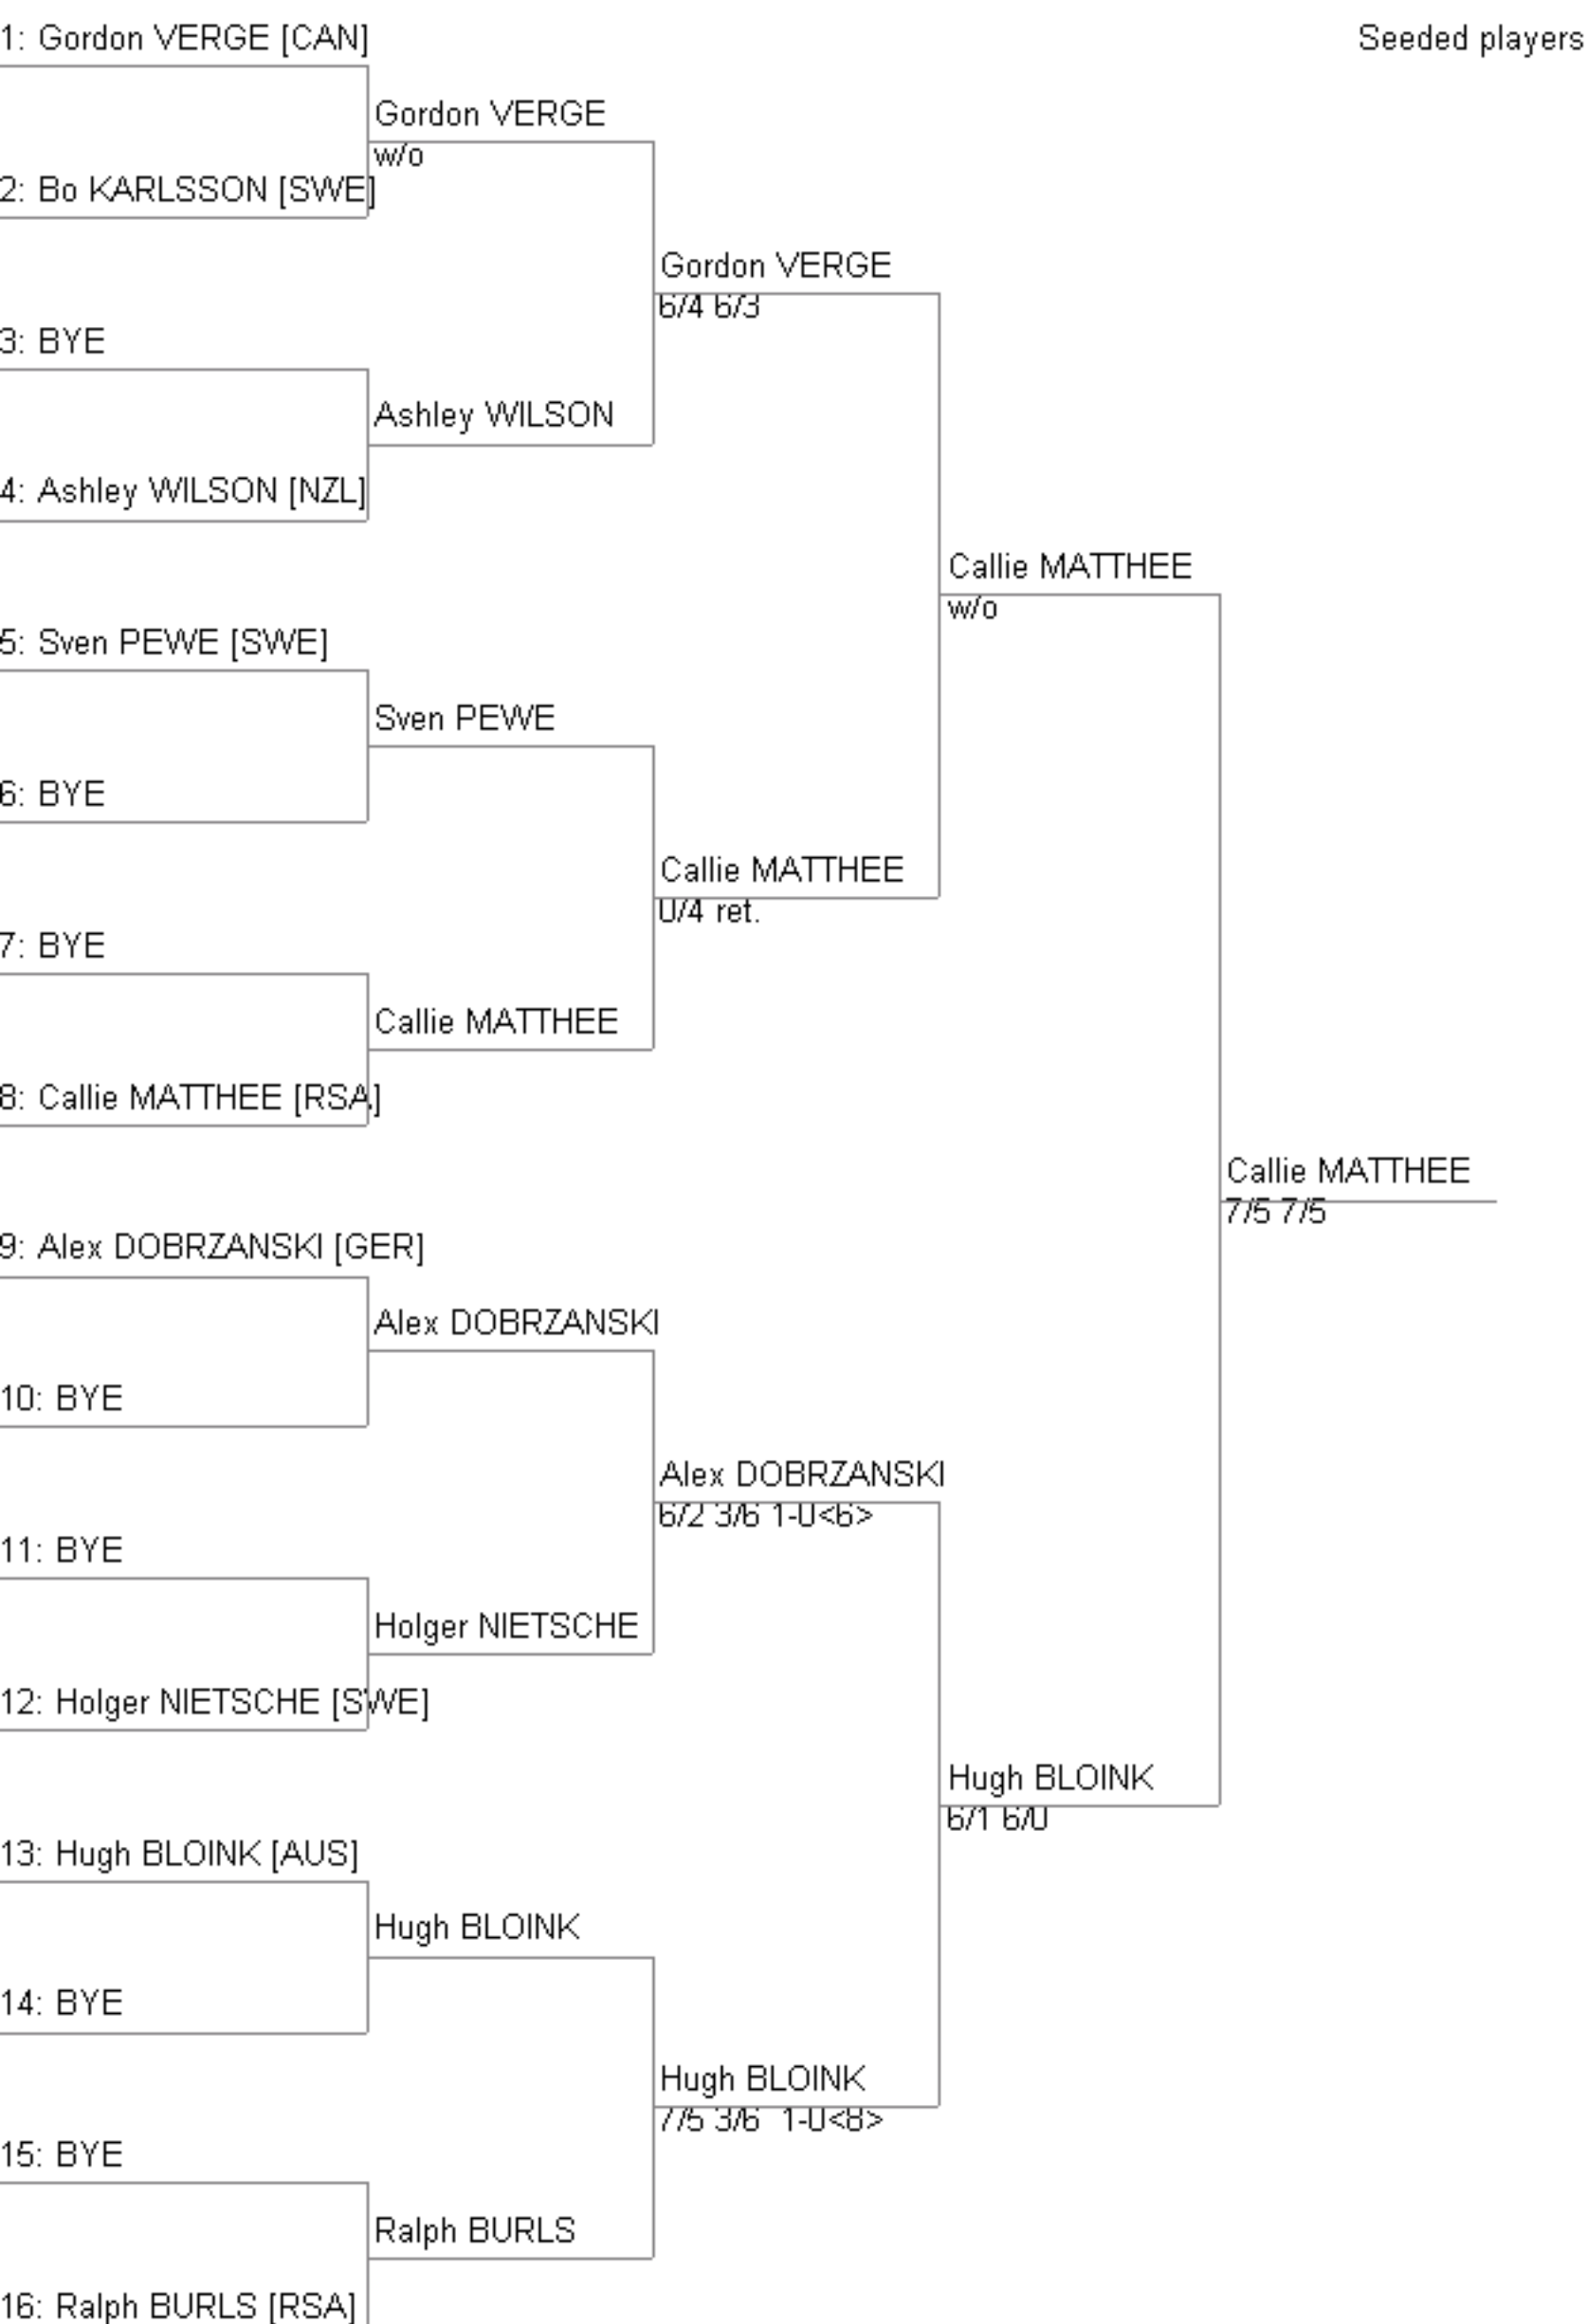 1: Gordon VERGE [CAN]
Seeded players
Gordon VERGE
w/o
2: Bo KARLSSON [SWE]
Gordon VERGE
6/4 6/3
3: BYE
Ashley WILSON
4: Ashley WILSON [NZL]
Callie MATTHEE
w/o
5: Sven PEWE [SWE]
Sven PEWE
6: BYE
Callie MATTHEE
0/4 ret.
7: BYE
Callie MATTHEE
8: Callie MATTHEE [RSA]
Callie MATTHEE
7/5 7/5
9: Alex DOBRZANSKI [GER]
Alex DOBRZANSKI
10: BYE
Alex DOBRZANSKI
6/2 3/6 1-0<6>
11: BYE
Holger NIETSCHE
12: Holger NIETSCHE [SWE]
Hugh BLOINK
6/1 6/0
13: Hugh BLOINK [AUS]
Hugh BLOINK
14: BYE
Hugh BLOINK
7/5 3/6  1-0<8>
15: BYE
Ralph BURLS
16: Ralph BURLS [RSA]